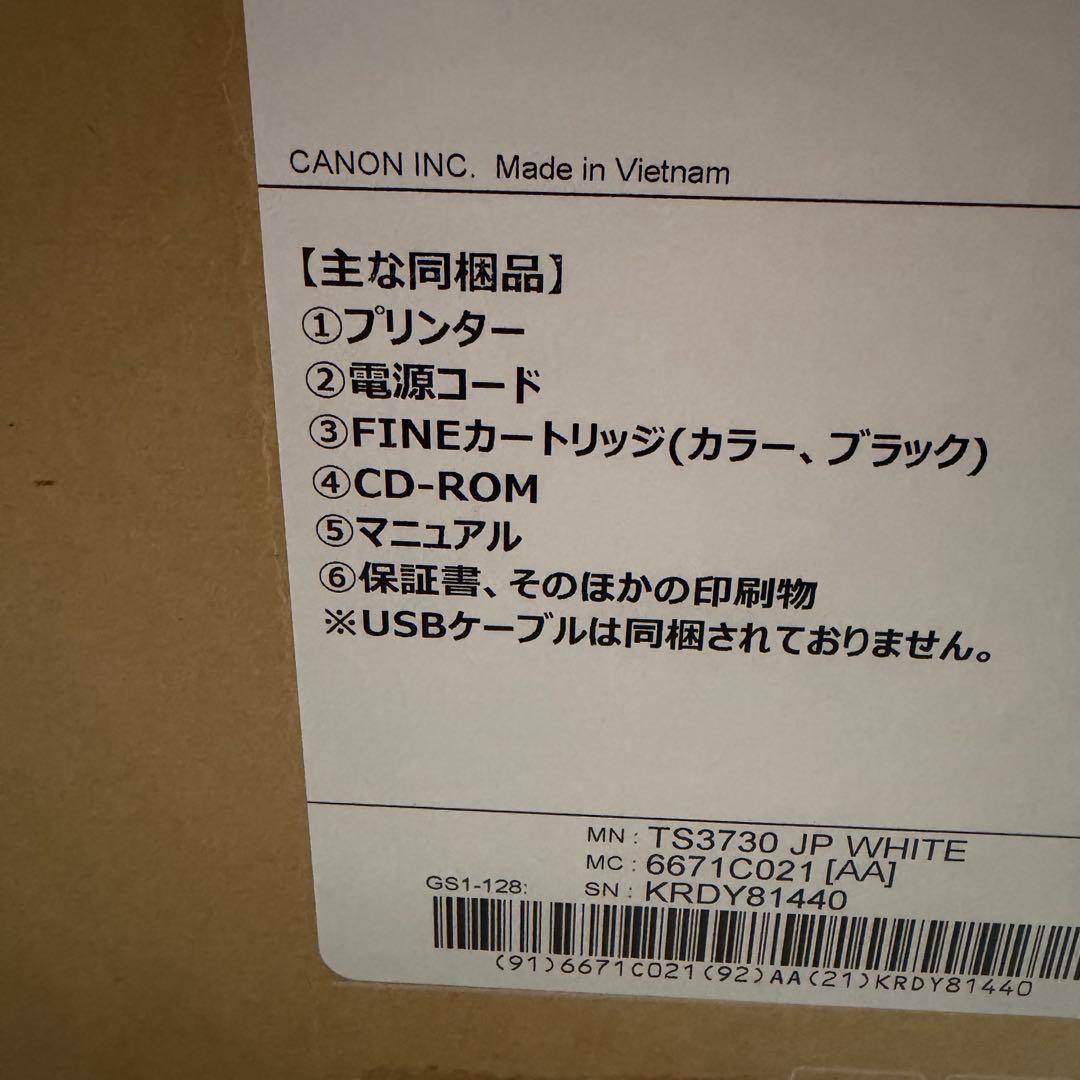 CANON INC. Made in Vietnam
【主な同梱品】
①プリンター
②電源コード
③FINEカートリッジ(カラー、ブラック)
④CD-ROM
⑤マニュアル
⑥保証書、そのほかの印刷物
※USBケーブルは同梱されておりません。
MN : TS3730 JP WHITE
MC : 6671C021 [AA]
GS1-128: SN : KRDY81440
(91)6671C021(92)AA(21)KRDY81440